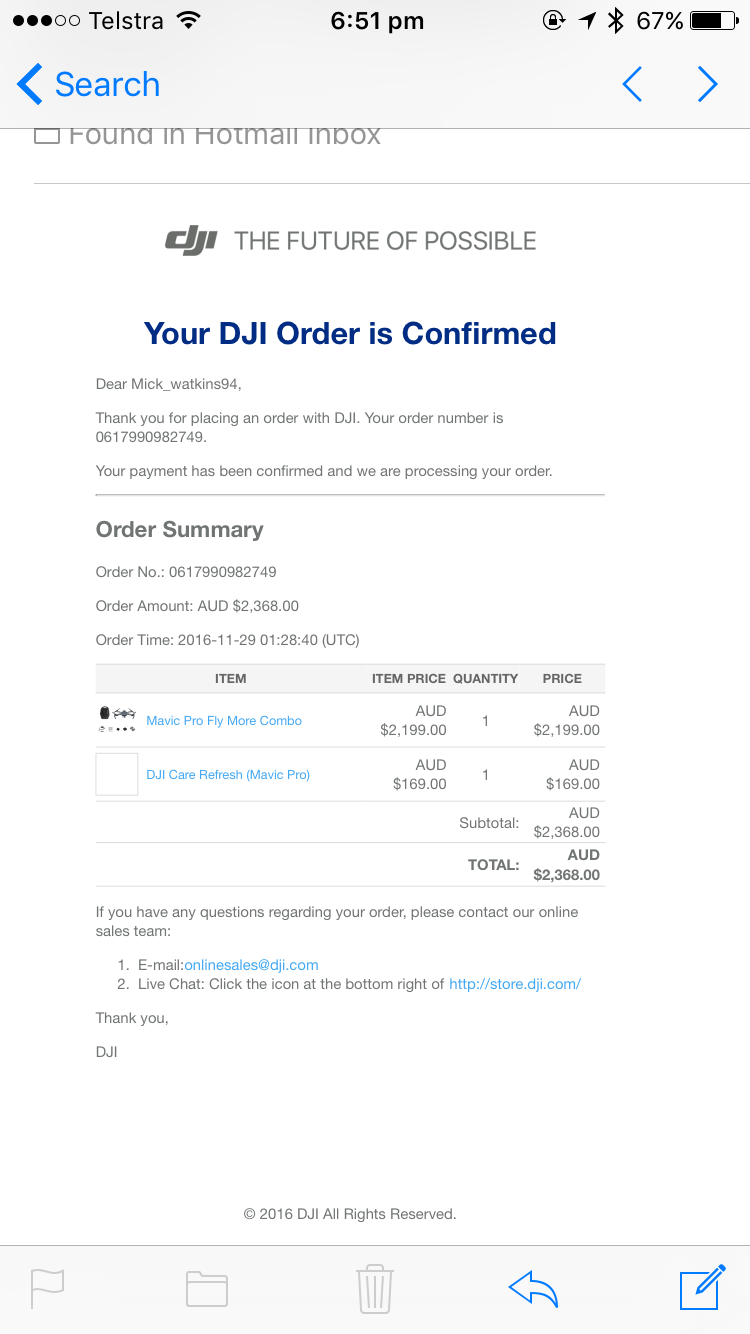 Telstra 6:51 pm 67%
Search
Found in Hotmail Inbox
dji THE FUTURE OF POSSIBLE
Your DJI Order is Confirmed
Dear Mick_watkins94,
Thank you for placing an order with DJI. Your order number is
0617990982749.
Your payment has been confirmed and we are processing your order.
Order Summary
Order No.: 0617990982749
Order Amount: AUD $2,368.00
Order Time: 2016-11-29 01:28:40 (UTC)
ITEM ITEM PRICE QUANTITY PRICE
Mavic Pro Fly More Combo AUD $2,199.00 1 AUD $2,199.00
DJI Care Refresh (Mavic Pro) AUD $169.00 1 AUD $169.00
Subtotal: AUD $2,368.00
TOTAL: AUD $2,368.00
If you have any questions regarding your order, please contact our online
sales team:
1. E-mail:onlinesales@dji.com
2. Live Chat: Click the icon at the bottom right of http://store.dji.com/
Thank you,
DJI
© 2016 DJI All Rights Reserved.